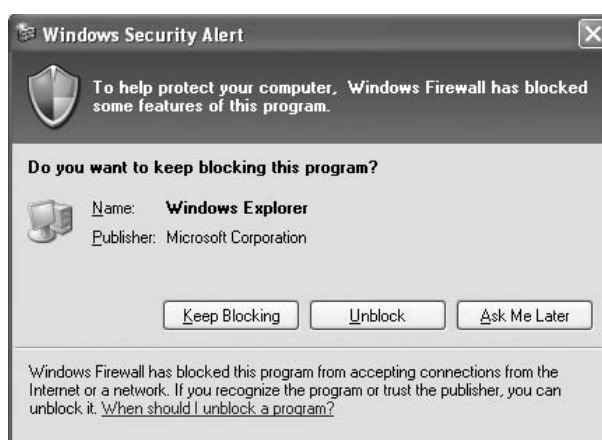 Windows Security Alert
To help protect your computer, Windows Firewall has blocked
some features of this program.
Do you want to keep blocking this program?
Name: Windows Explorer
Publisher: Microsoft Corporation
Keep Blocking Unblock Ask Me Later
Windows Firewall has blocked this program from accepting connections from the
Internet or a network. If you recognize the program or trust the publisher, you can
unblock it. When should I unblock a program?